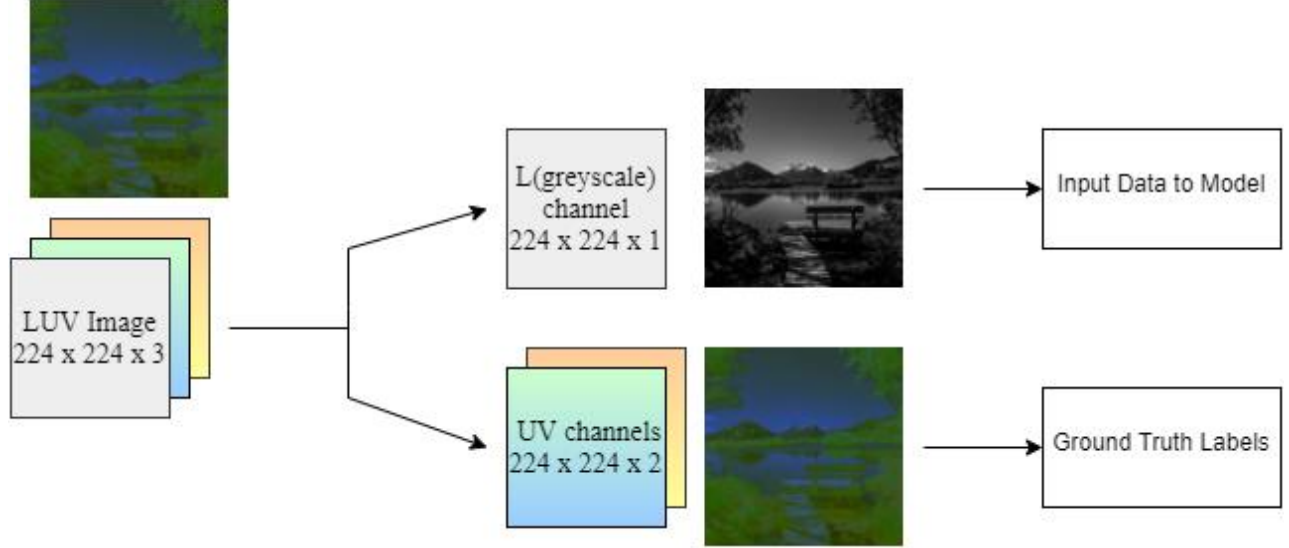 LUV Image
224 x 224 x 3
L(greyscale)
channel
224 x 224 x 1
Input Data to Model
UV channels
224 x 224 x 2
Ground Truth Labels